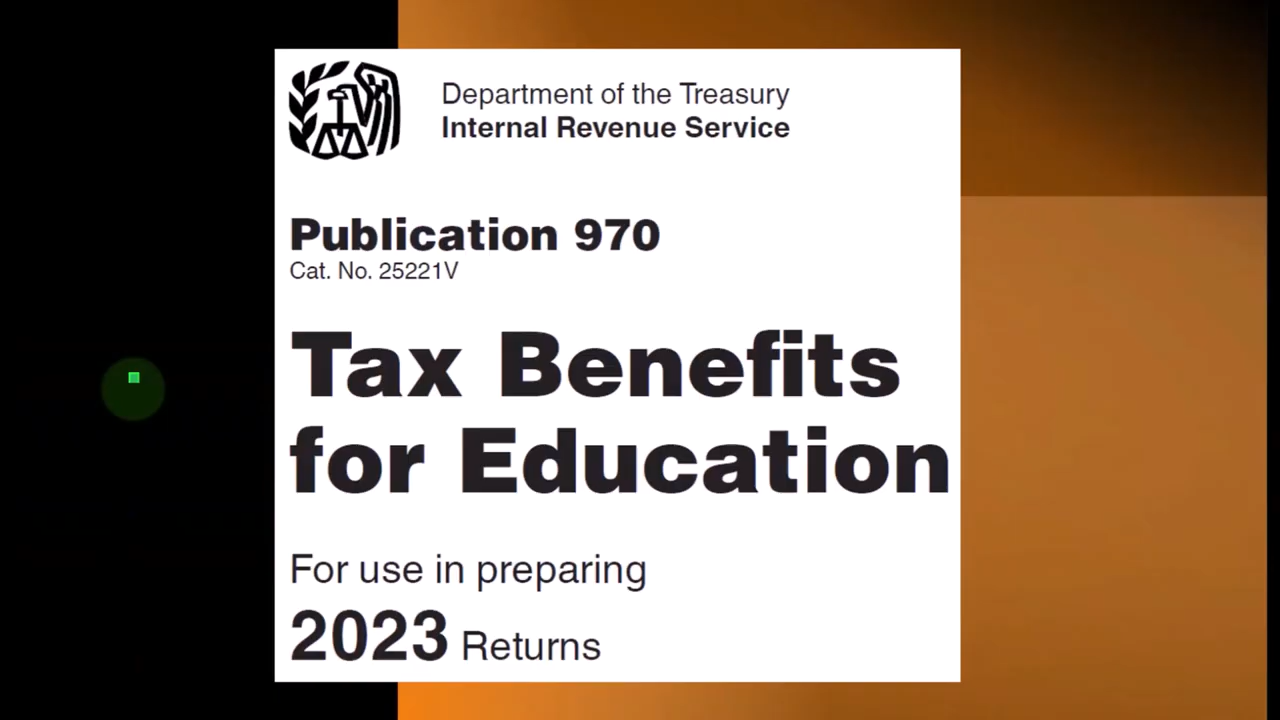 Department of the Treasury
Internal Revenue Service
Publication 970
Cat. No. 25221V
Tax Benefits
for Education
For use in preparing
2023 Returns